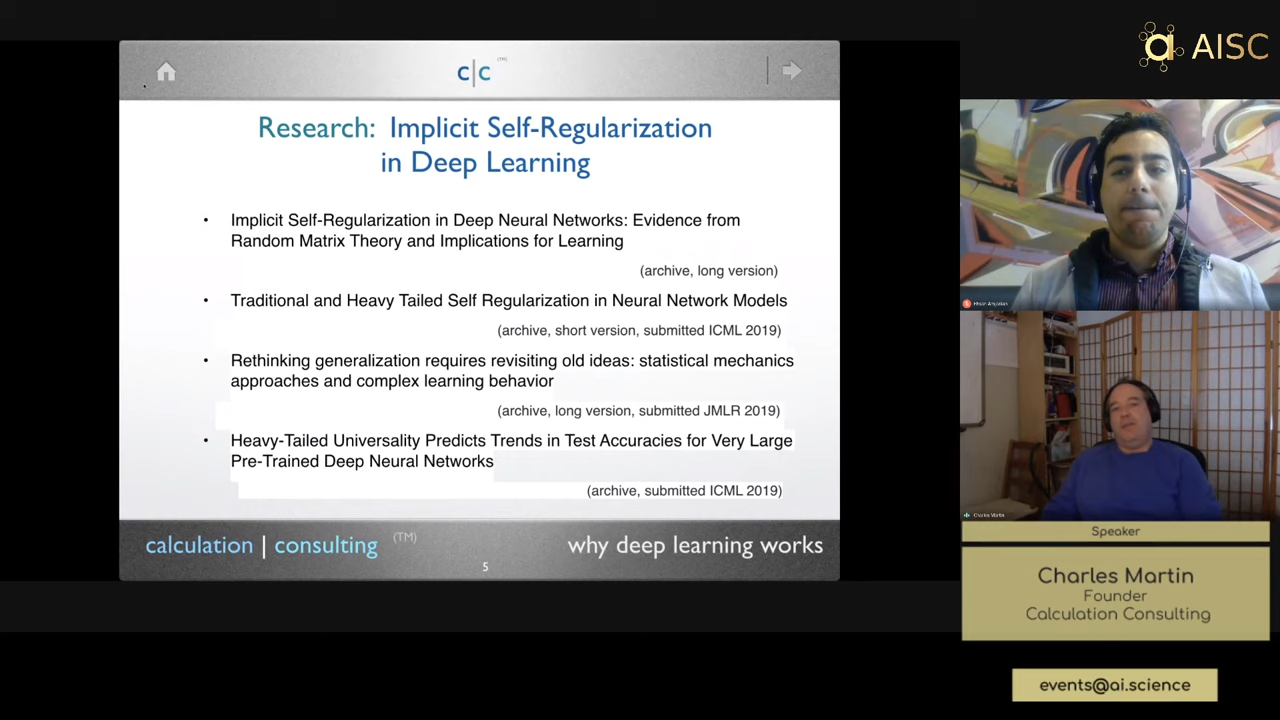 c|c (TM)
Research: Implicit Self-Regularization
in Deep Learning
• Implicit Self-Regularization in Deep Neural Networks: Evidence from
Random Matrix Theory and Implications for Learning
(archive, long version)
• Traditional and Heavy Tailed Self Regularization in Neural Network Models
(archive, short version, submitted ICML 2019)
• Rethinking generalization requires revisiting old ideas: statistical mechanics
approaches and complex learning behavior
(archive, long version, submitted JMLR 2019)
• Heavy-Tailed Universality Predicts Trends in Test Accuracies for Very Large
Pre-Trained Deep Neural Networks
(archive, submitted ICML 2019)
calculation | consulting (TM)
why deep learning works
5
AISC
Charles Martin
Speaker
Charles Martin
Founder
Calculation Consulting
events@ai.science